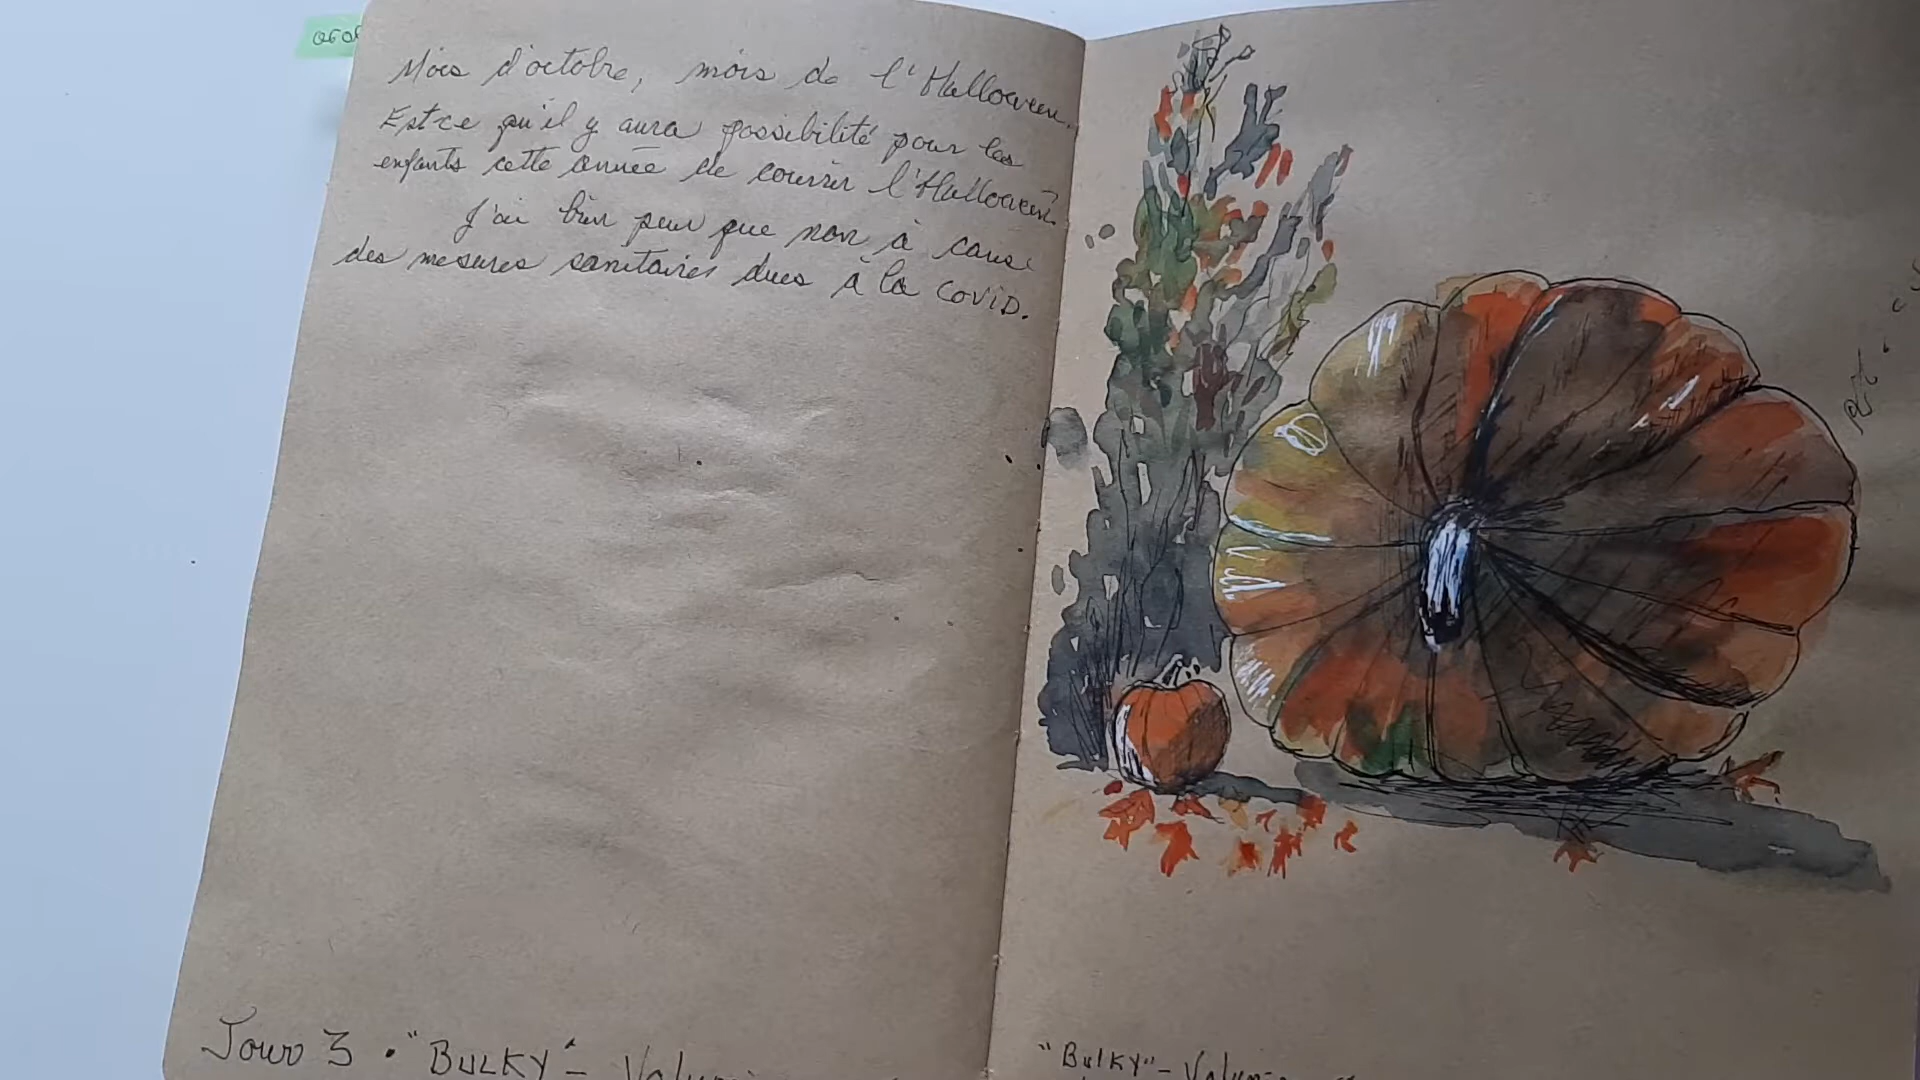 Mois d'octobre, mois de l'Halloween.
Est-ce qu'il y aura possibilité pour les
enfants cette année de courir l'Halloween?
J'ai bien peur que non à cause
des mesures sanitaires dues à la COVID.
Jour 3 • "BULKY" -
"BulKY" -